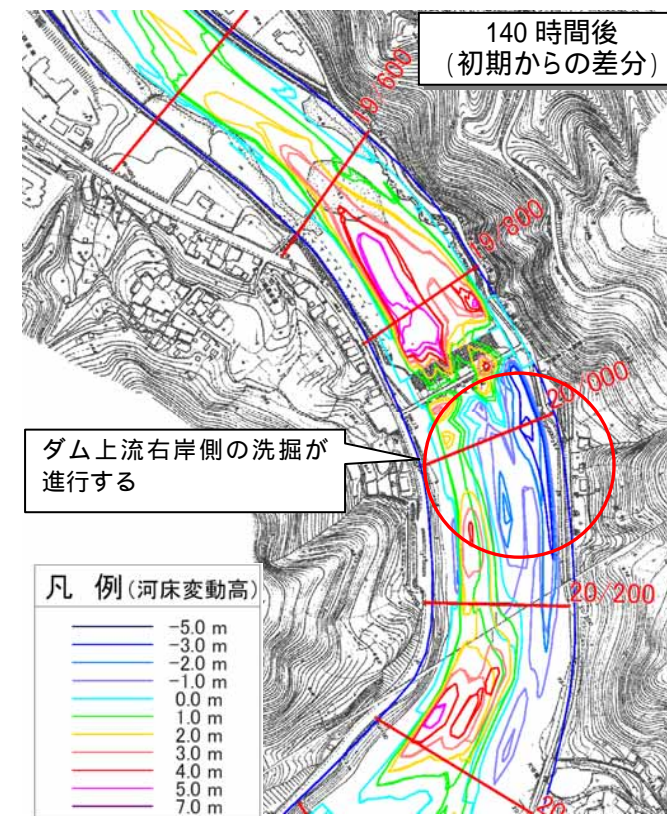 140 時間後
(初期からの差分)
19/600
19/800
20/000
ダム上流右岸側の洗掘が
進行する
20/200
凡 例(河床変動高)
-5.0 m
-3.0 m
-2.0 m
-1.0 m
0.0 m
1.0 m
2.0 m
3.0 m
4.0 m
5.0 m
7.0 m
20